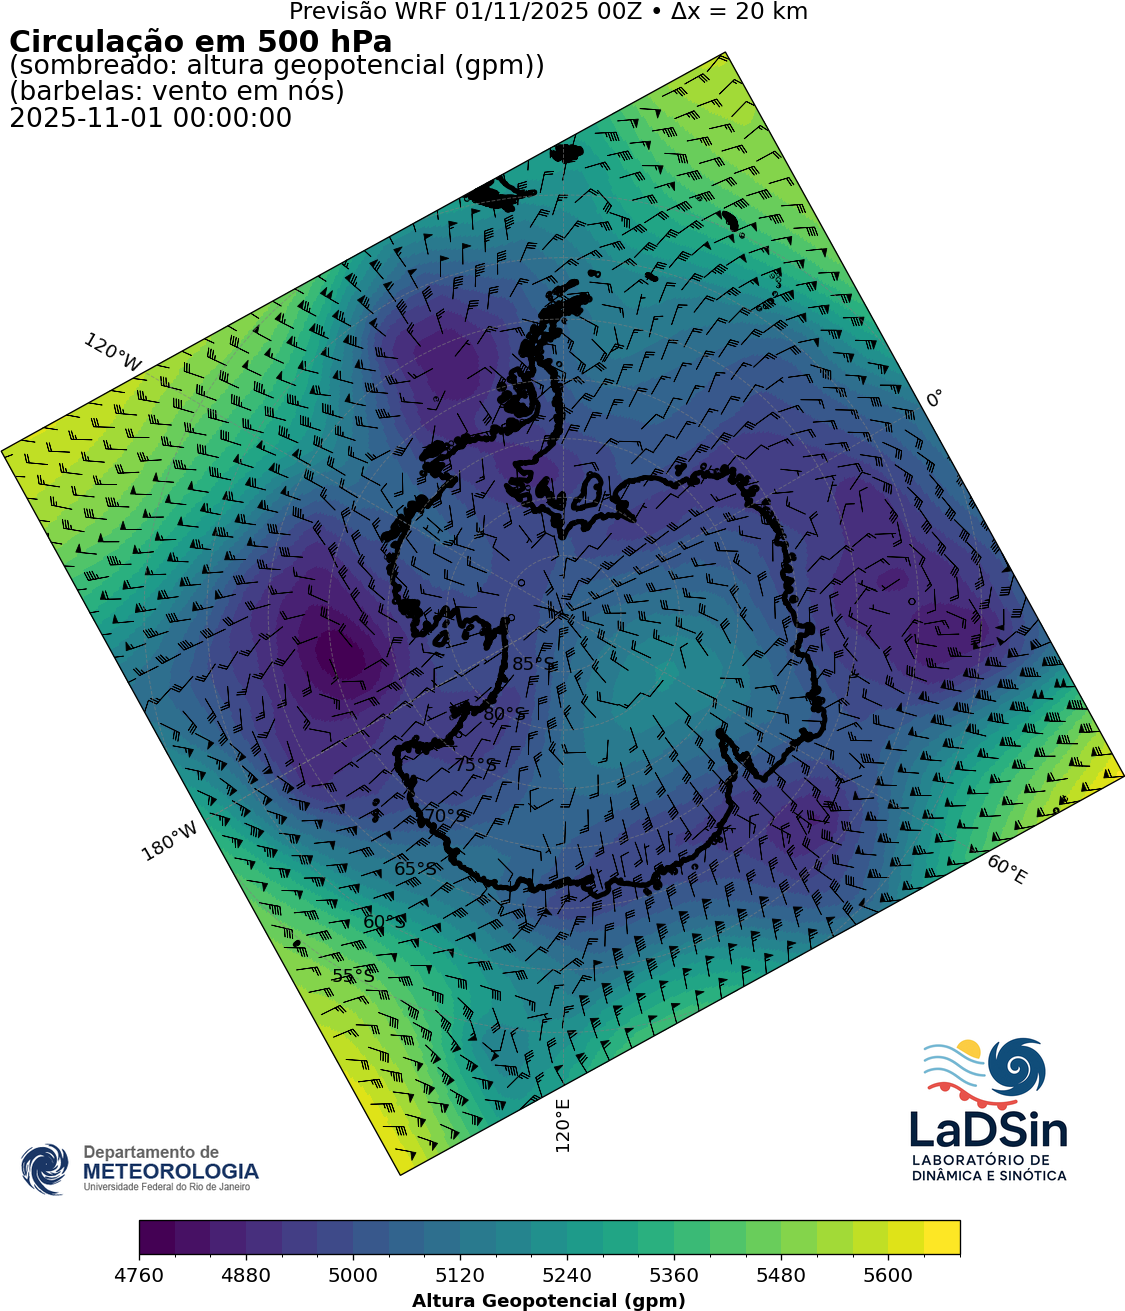 Previsão WRF 01/11/2025 00Z • Δx = 20 km
Circulação em 500 hPa
(sombreado: altura geopotencial (gpm))
(barbelas: vento em nós)
2025-11-01 00:00:00
120°W
0°
85°S
80°S
75°S
70°S
65°S
60°S
55°S
180°W
60°E
120°E
LaDSin
LABORATÓRIO DE
DINÂMICA E SINÓTICA
Departamento de
METEOROLOGIA
Universidade Federal do Rio de Janeiro
4760 4880 5000 5120 5240 5360 5480 5600
Altura Geopotencial (gpm)